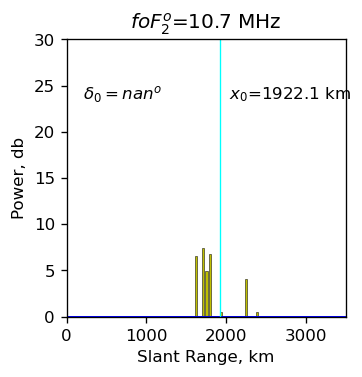 foF₂ᵒ=10.7 MHz
30
δ₀ = nanᵒ
x₀=1922.1 km
25
20
15
10
5
0
Power, db
0 1000 2000 3000
Slant Range, km